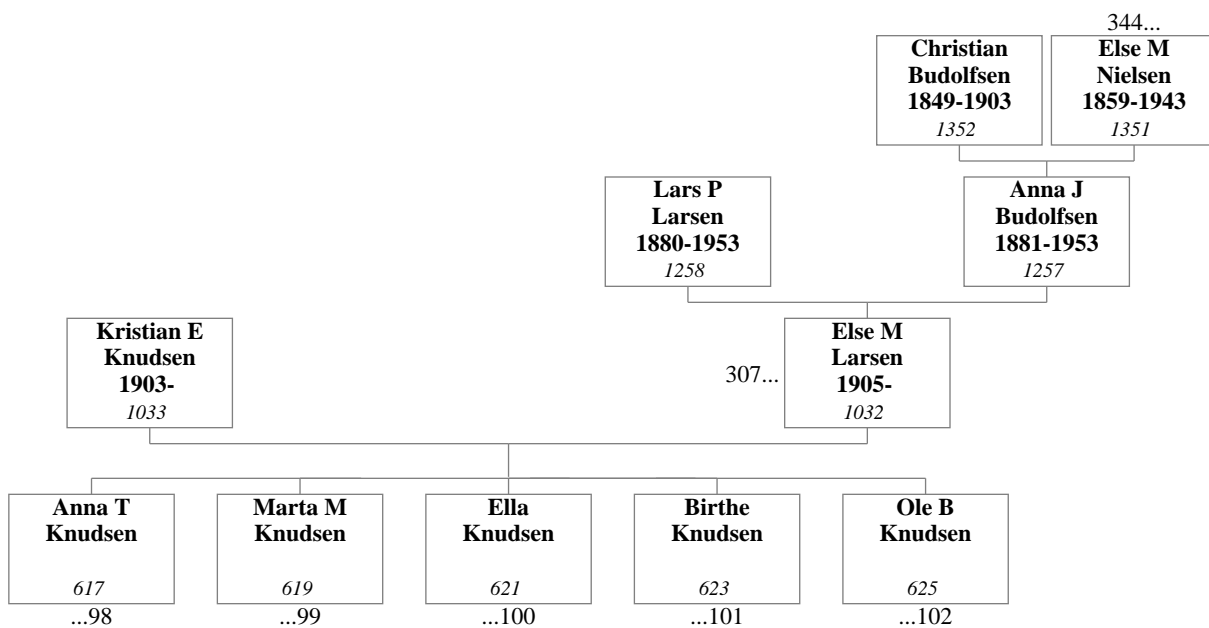 344...
Christian
Budolfsen
1849-1903
1352
Else M
Nielsen
1859-1943
1351
Lars P
Larsen
1880-1953
1258
Anna J
Budolfsen
1881-1953
1257
Kristian E
Knudsen
1903-
1033
307...
Else M
Larsen
1905-
1032
Anna T
Knudsen
617
...98
Marta M
Knudsen
619
...99
Ella
Knudsen
621
...100
Birthe
Knudsen
623
...101
Ole B
Knudsen
625
...102